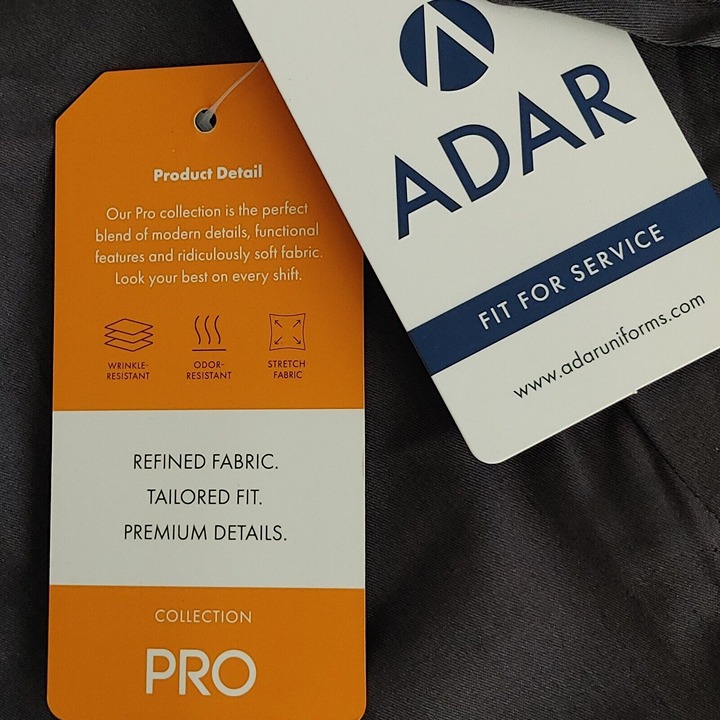 Product Detail
Our Pro collection is the perfect
blend of modern details, functional
features and ridiculously soft fabric.
Look your best on every shift.
WRINKLE-
RESISTANT
ODOR-
RESISTANT
STRETCH
FABRIC
REFINED FABRIC.
TAILORED FIT.
PREMIUM DETAILS.
COLLECTION
PRO
ADAR
FIT FOR SERVICE
www.adaruniforms.com